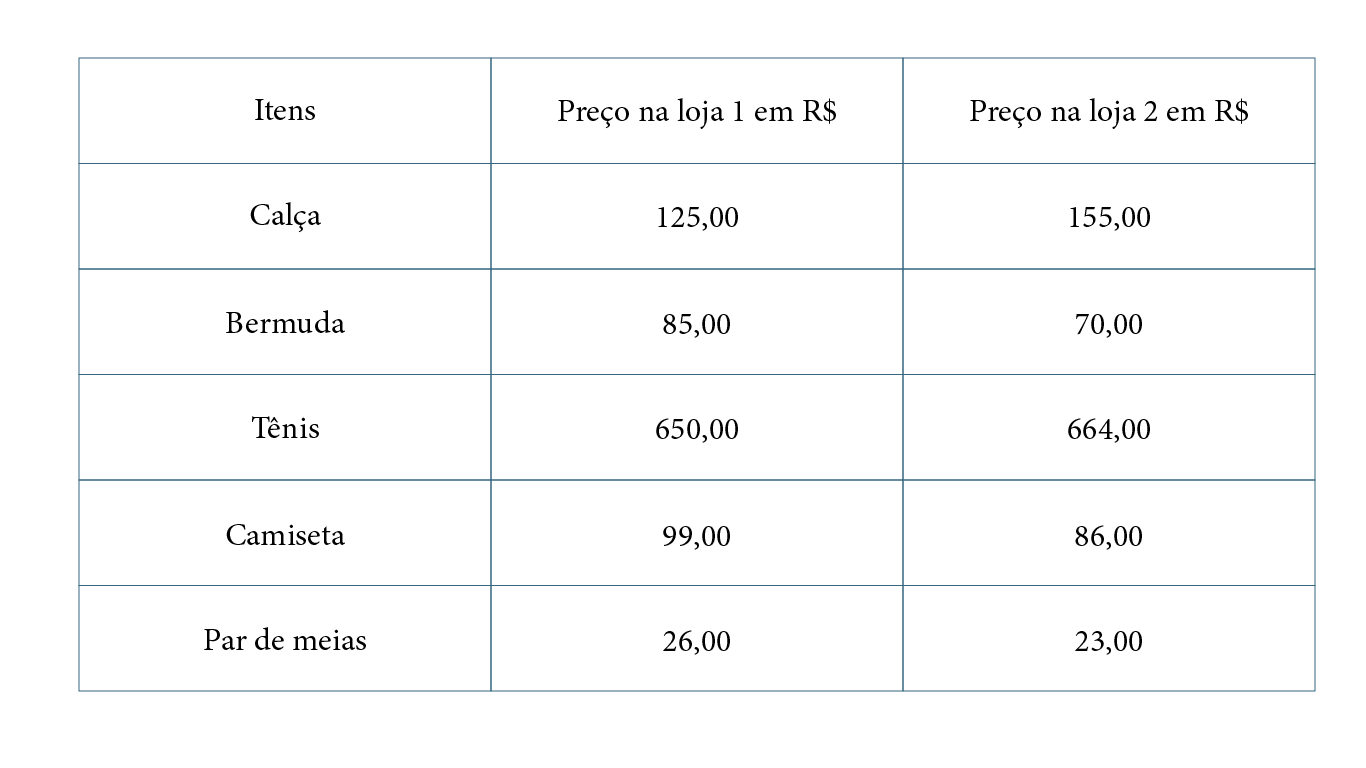 Itens Preço na loja 1 em R$ Preço na loja 2 em R$
Calça 125,00 155,00
Bermuda 85,00 70,00
Tênis 650,00 664,00
Camiseta 99,00 86,00
Par de meias 26,00 23,00